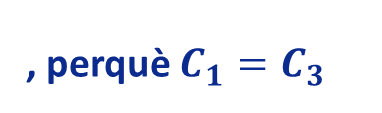 , perquè C₁ = C₃